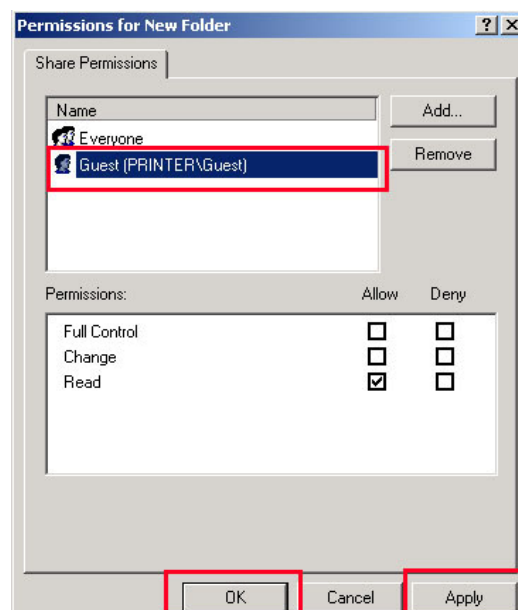 Permissions for New Folder
Share Permissions
Name
Add...
Everyone
Guest (PRINTER\Guest)
Remove
Permissions: Allow Deny
Full Control
Change
Read
OK Cancel Apply